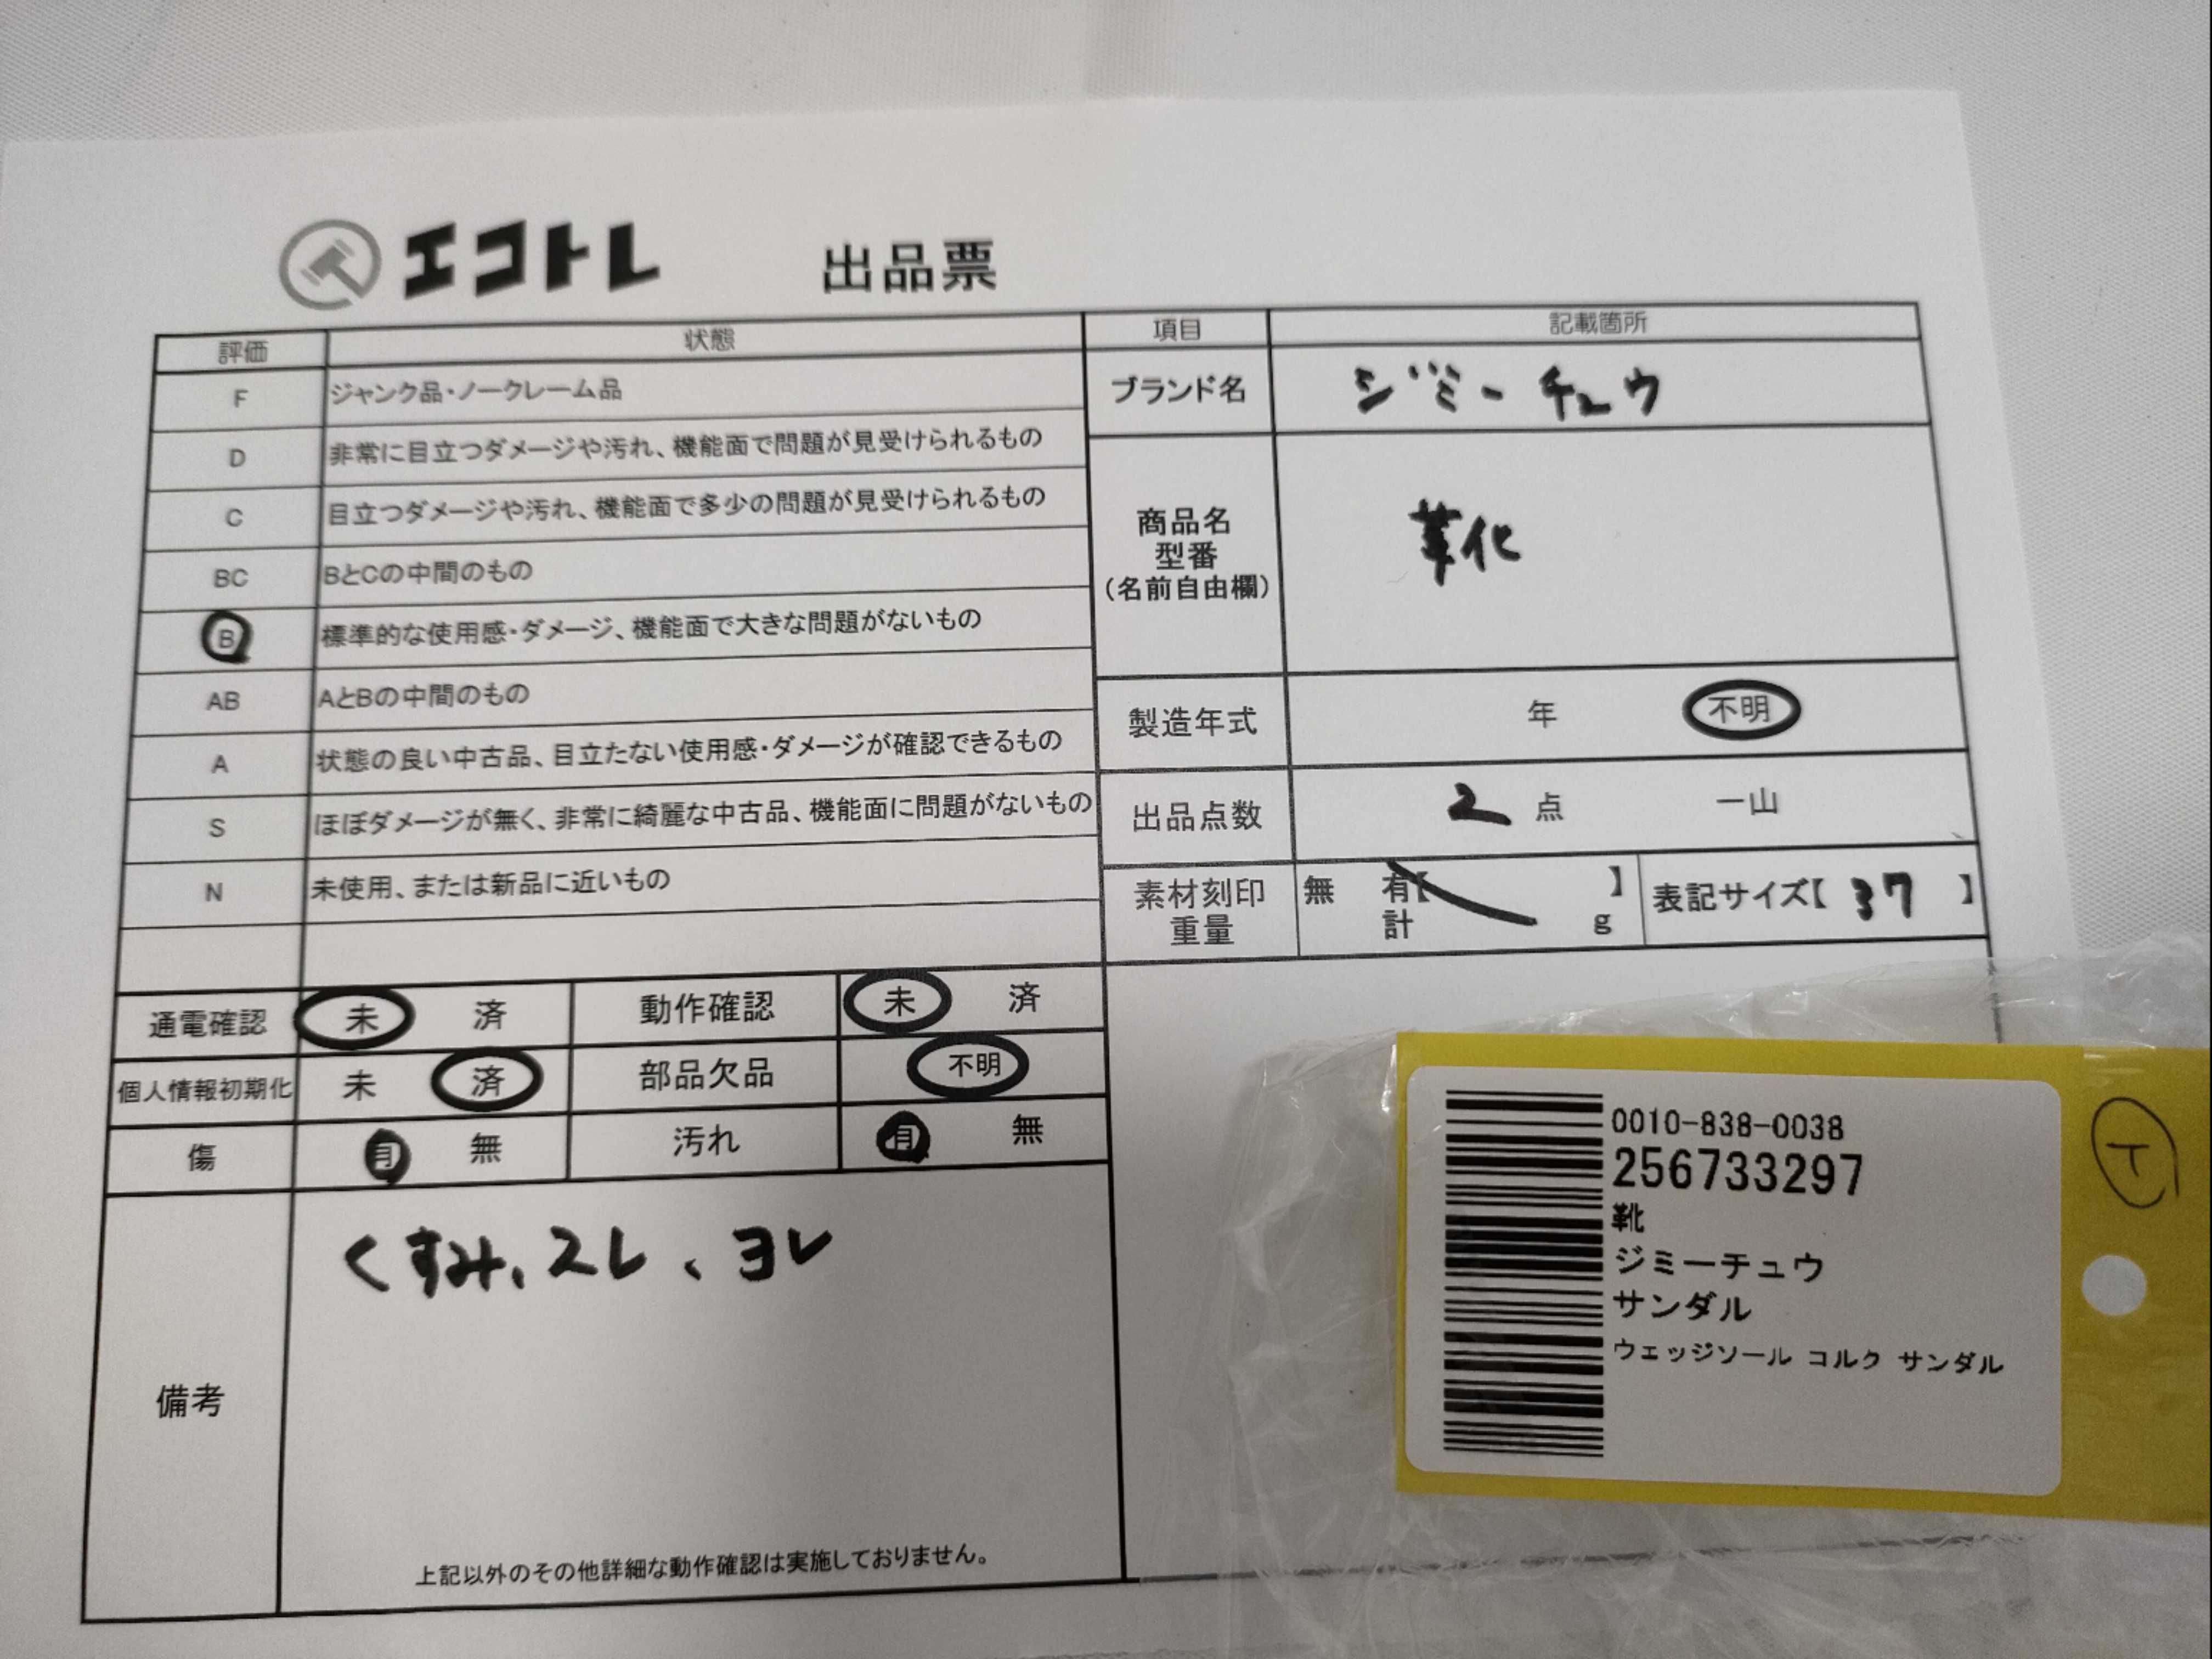 エコトレ 出品票
評価 状態
F ジャンク品・ノークレーム品
D 非常に目立つダメージや汚れ、機能面で問題が見受けられるもの
C 目立つダメージや汚れ、機能面で多少の問題が見受けられるもの
BC BとCの中間のもの
B 標準的な使用感・ダメージ、機能面で大きな問題がないもの
AB AとBの中間のもの
A 状態の良い中古品、目立たない使用感・ダメージが確認できるもの
S ほぼダメージが無く、非常に綺麗な中古品、機能面に問題がないもの
N 未使用、または新品に近いもの
通電確認 未 済 動作確認 未 済
個人情報初期化 未 済 部品欠品 不明
傷 有 無 汚れ 有 無
備考
くすみ、スレ、ヨレ
上記以外のその他詳細な動作確認は実施しておりません。
項目 記載箇所
ブランド名 ジミーチュウ
商品名
型番
(名前自由欄)
革化
製造年式 年 不明
出品点数 2 点 一山
素材刻印 無 有【 】
重量 計 g
表記サイズ【 37 】
0010-838-0038
256733297
靴
ジミーチュウ
サンダル
ウェッジソール コルク サンダル
T